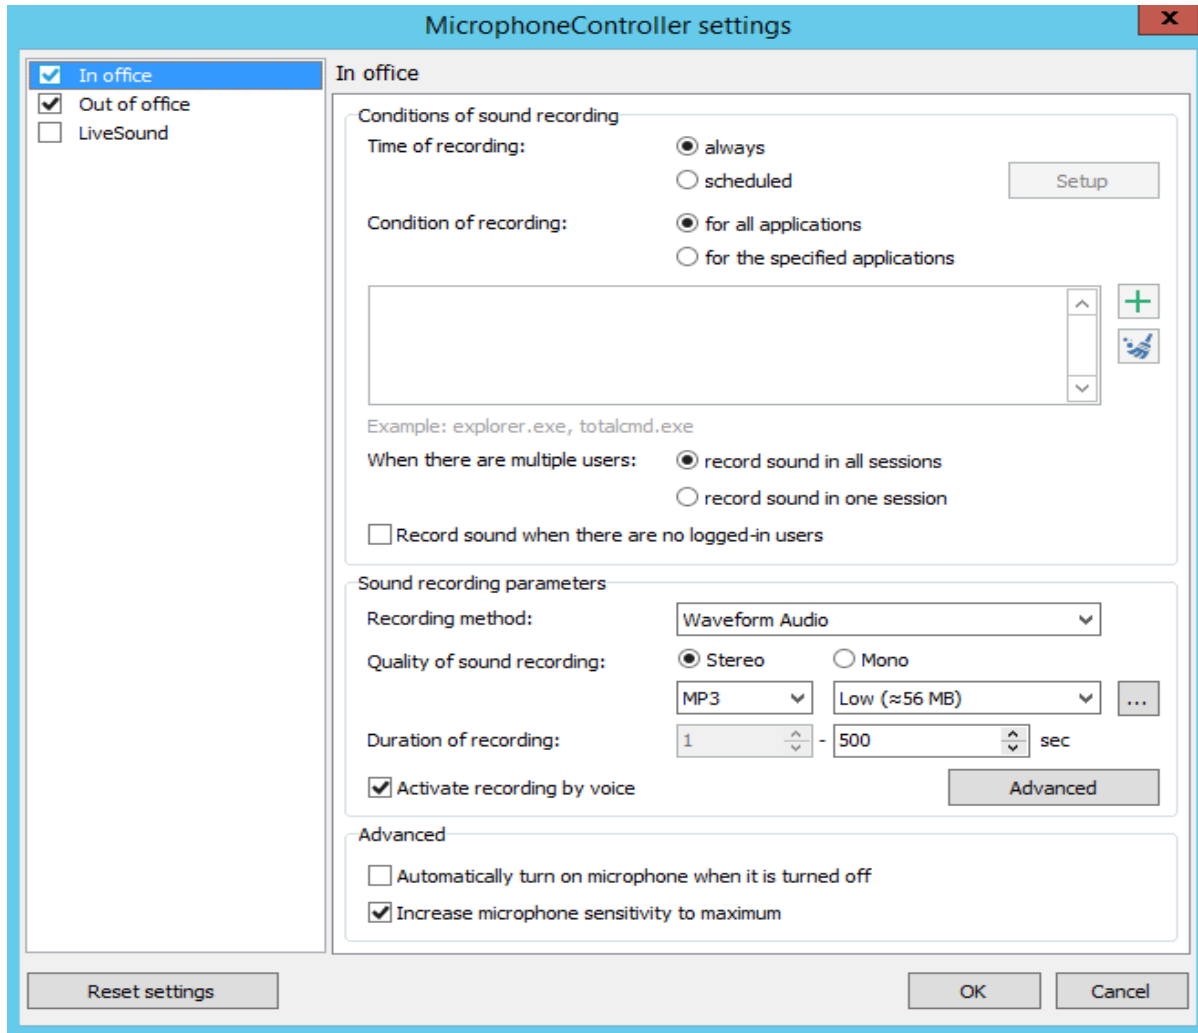 MicrophoneController settings
x
In office
Out of office
LiveSound
In office
Conditions of sound recording
Time of recording:
always
scheduled
Setup
Condition of recording:
for all applications
for the specified applications
Example: explorer.exe, totalcmd.exe
When there are multiple users:
record sound in all sessions
record sound in one session
Record sound when there are no logged-in users
Sound recording parameters
Recording method:
Waveform Audio
Quality of sound recording:
Stereo
Mono
MP3
Low (≈56 MB)
...
Duration of recording:
1
-
500
sec
Activate recording by voice
Advanced
Advanced
Automatically turn on microphone when it is turned off
Increase microphone sensitivity to maximum
Reset settings
OK
Cancel